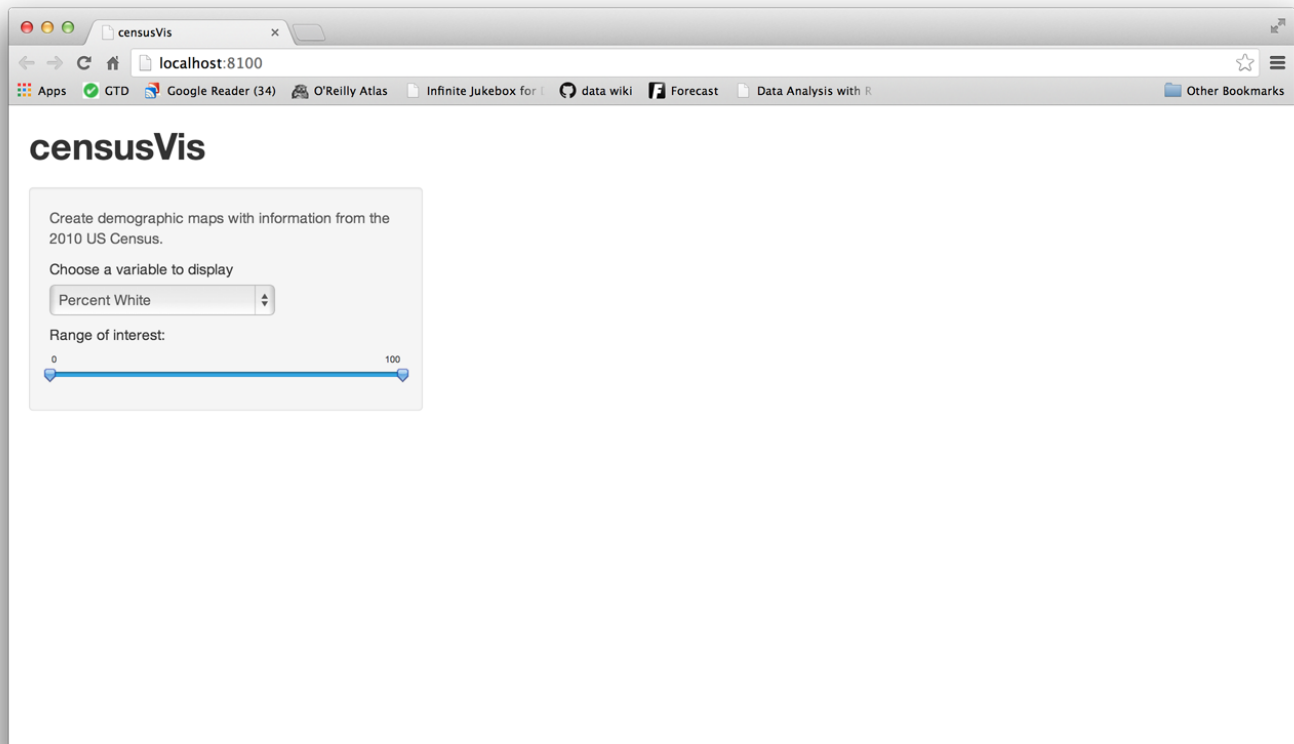 censusVis
localhost:8100
Apps GTD Google Reader (34) O'Reilly Atlas Infinite Jukebox for data wiki Forecast Data Analysis with R Other Bookmarks
censusVis
Create demographic maps with information from the
2010 US Census.
Choose a variable to display
Percent White
Range of interest:
0 100